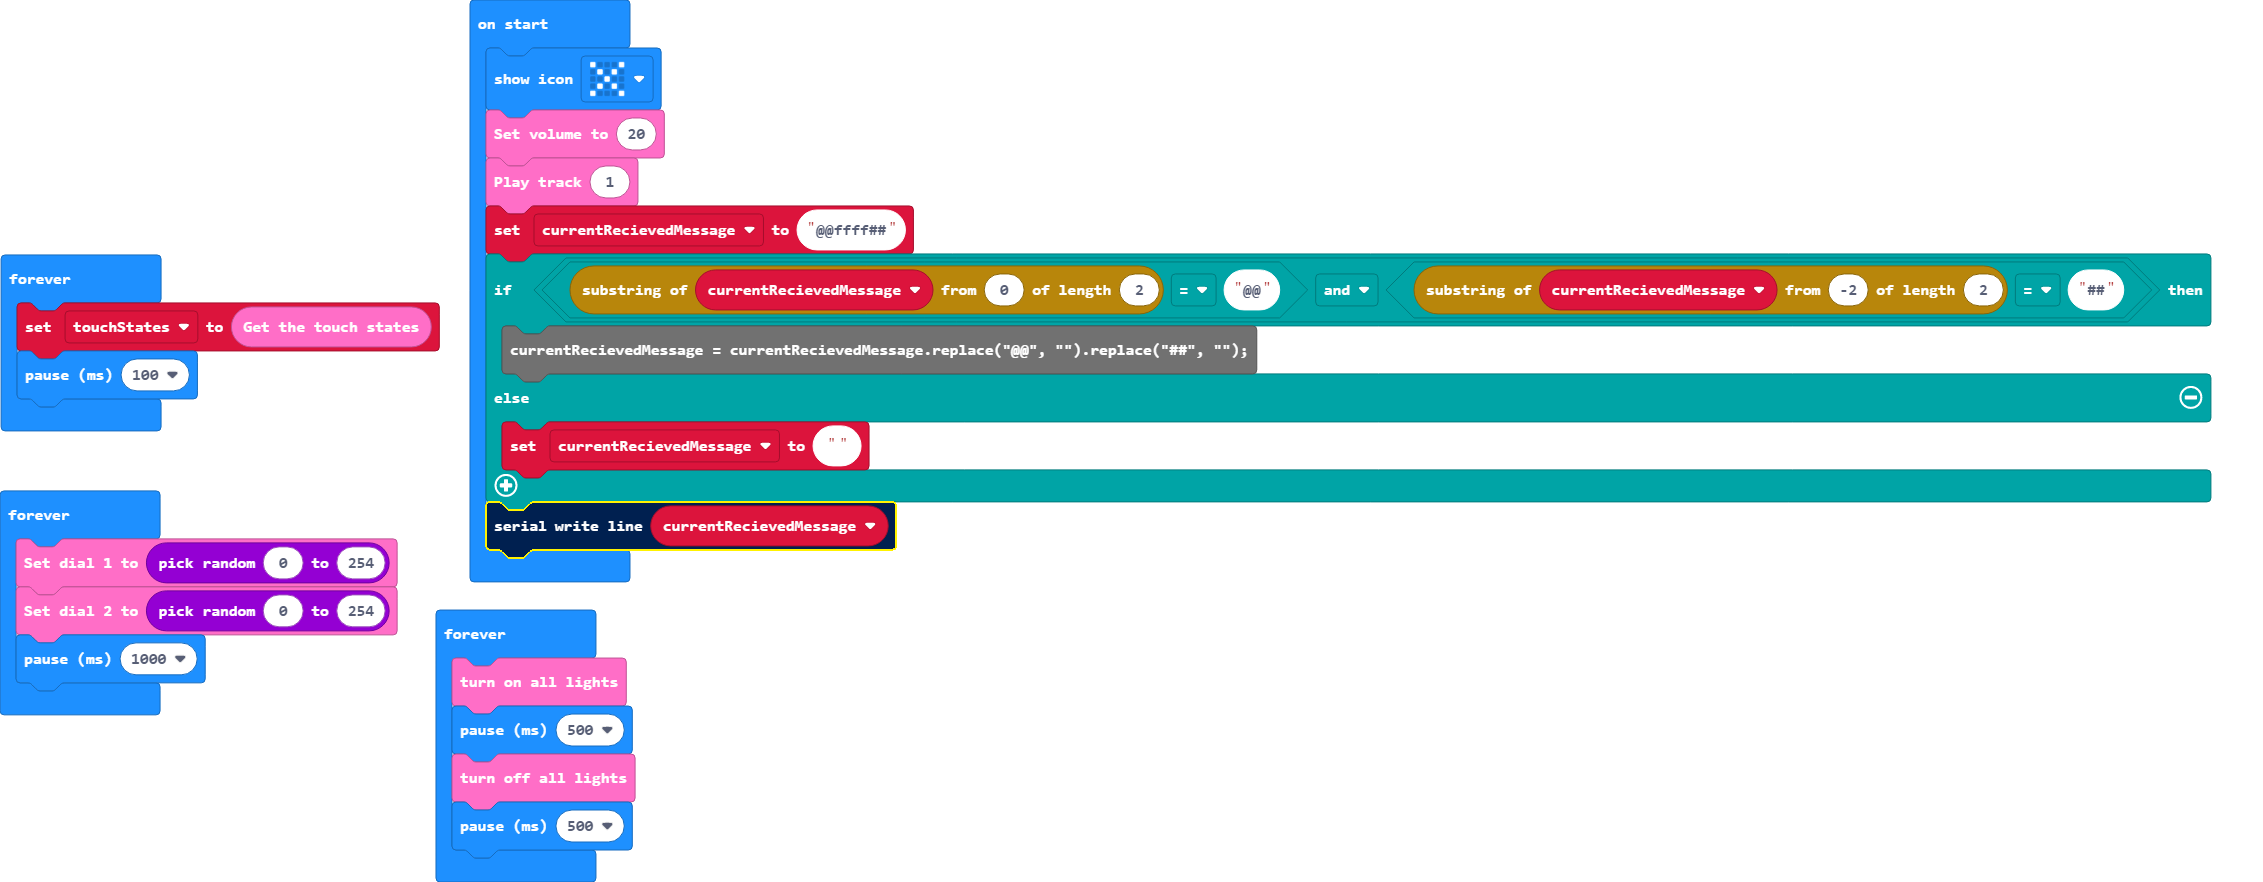 on start
show icon
Set volume to 20
Play track 1
set currentRecievedMessage to "@@ffff##"
if substring of currentRecievedMessage from 0 of length 2 = "@@" and substring of currentRecievedMessage from -2 of length 2 = "##" then
currentRecievedMessage = currentRecievedMessage.replace("@@", "").replace("##", "");
else
set currentRecievedMessage to " "
serial write line currentRecievedMessage
forever
set touchStates to Get the touch states
pause (ms) 100
forever
Set dial 1 to pick random 0 to 254
Set dial 2 to pick random 0 to 254
pause (ms) 1000
forever
turn on all lights
pause (ms) 500
turn off all lights
pause (ms) 500